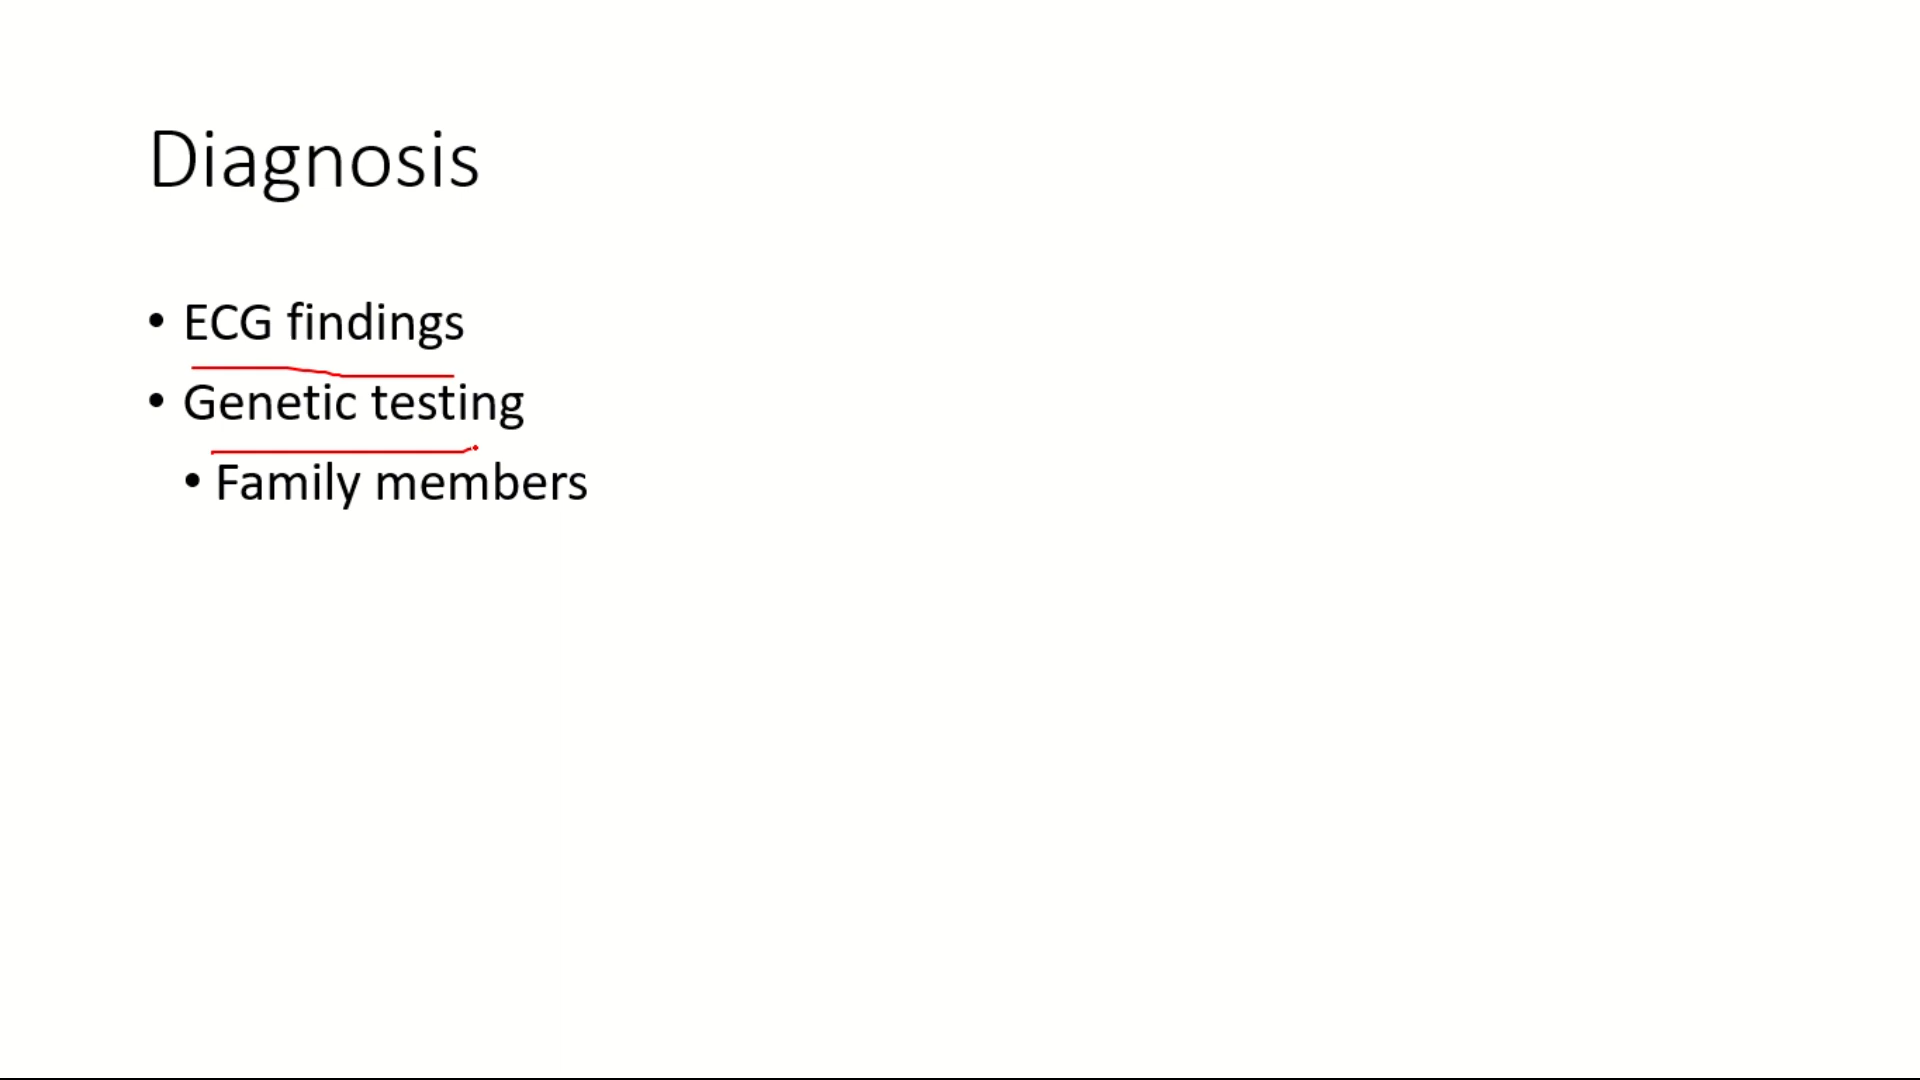 Diagnosis
• ECG findings
• Genetic testing
• Family members